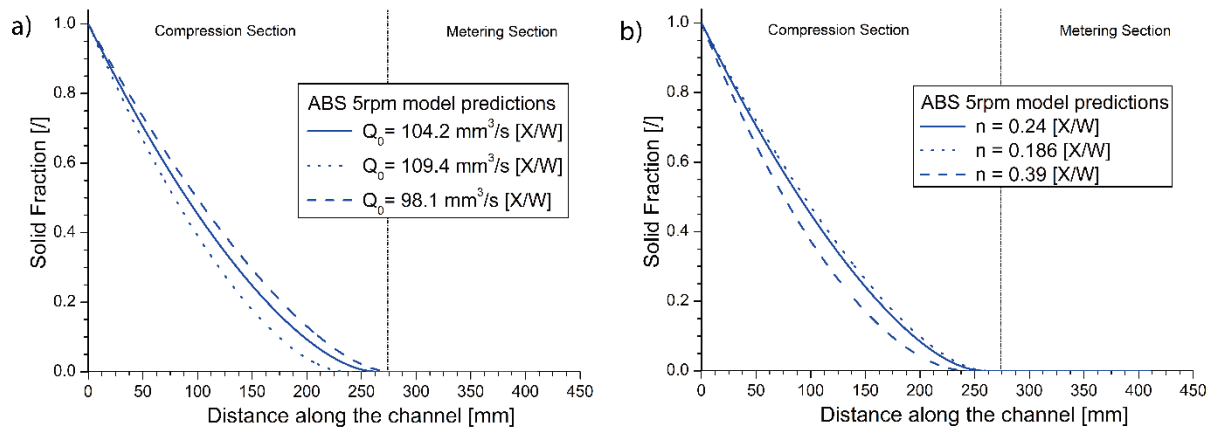 a)
Compression Section
Metering Section
ABS 5rpm model predictions
Q₀= 104.2 mm³/s [X/W]
Q₀= 109.4 mm³/s [X/W]
Q₀= 98.1 mm³/s [X/W]
Solid Fraction [/]
1.0
0.8
0.6
0.4
0.2
0.0
0 50 100 150 200 250 300 350 400 450
Distance along the channel [mm]
b)
Compression Section
Metering Section
ABS 5rpm model predictions
n = 0.24 [X/W]
n = 0.186 [X/W]
n = 0.39 [X/W]
Solid Fraction [/]
1.0
0.8
0.6
0.4
0.2
0.0
0 50 100 150 200 250 300 350 400 450
Distance along the channel [mm]